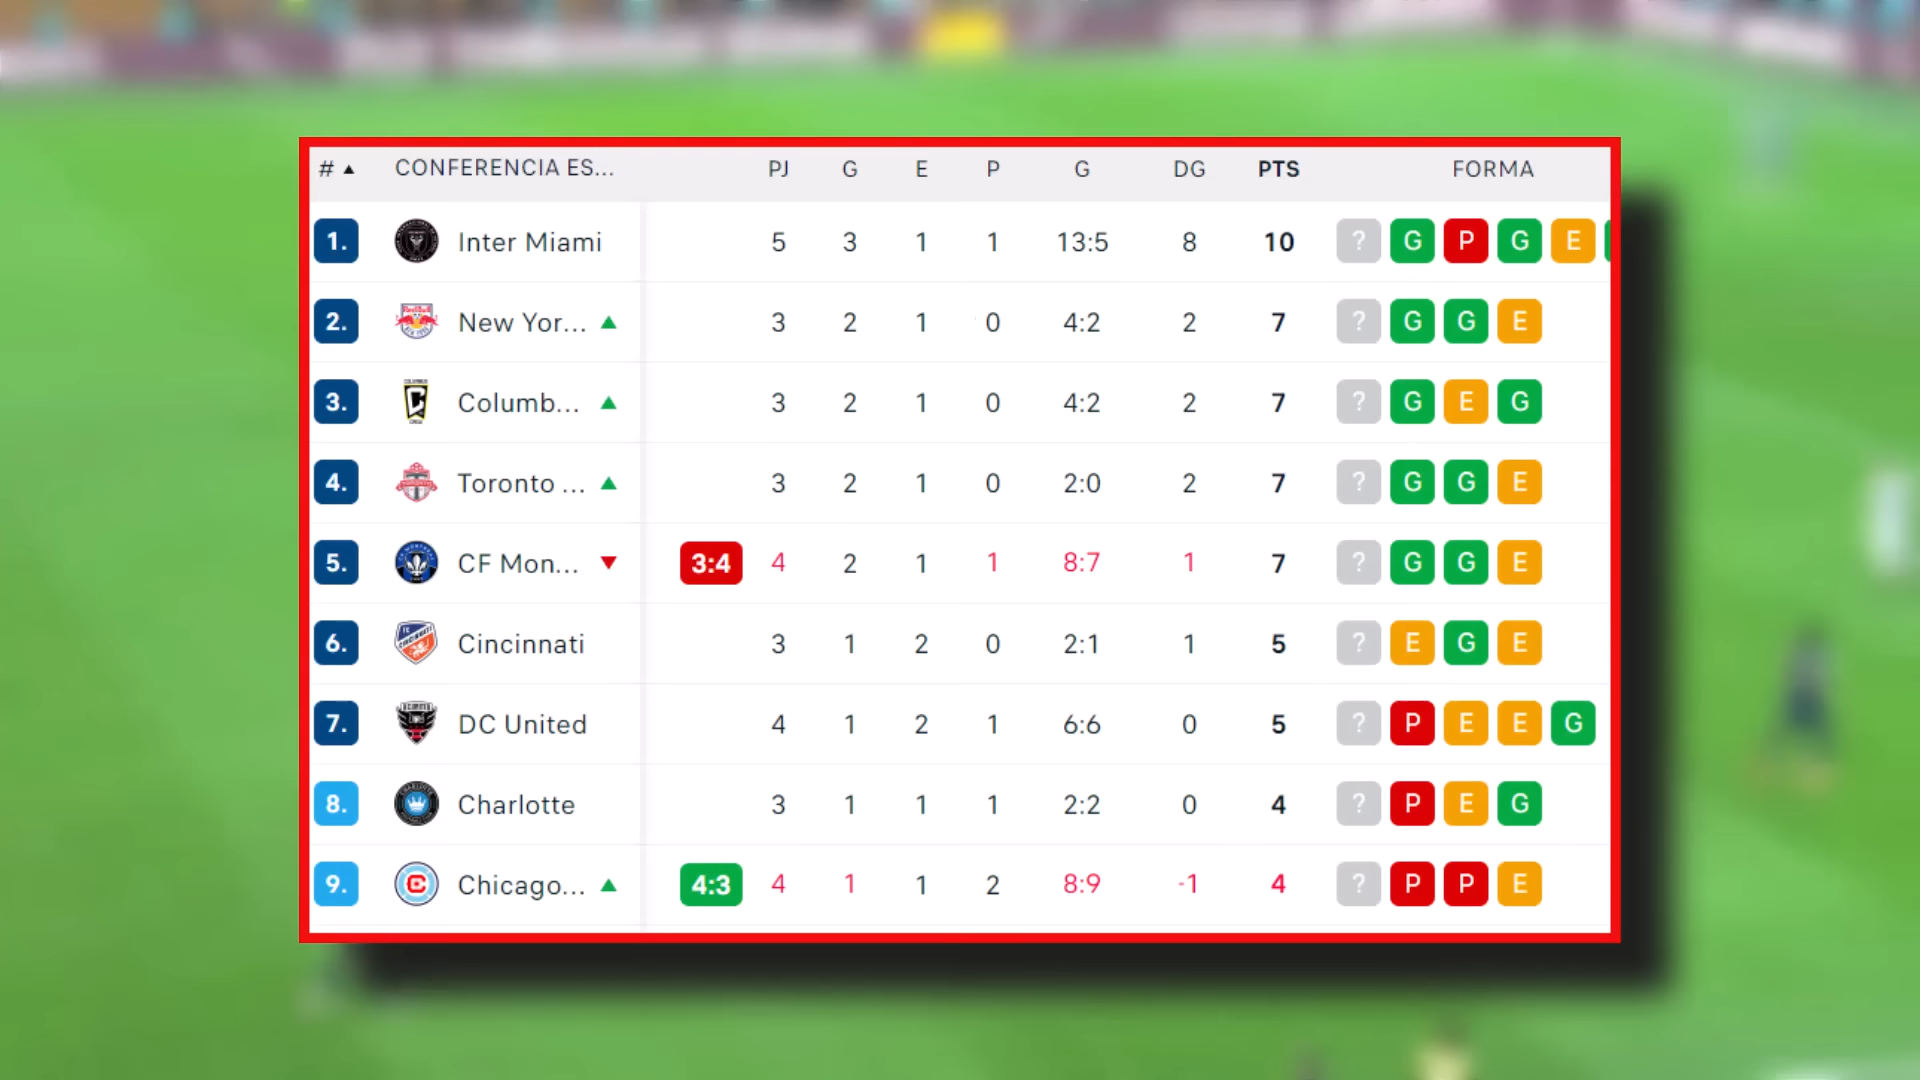 # ▲ CONFERENCIA ES... PJ G E P G DG PTS FORMA
1. Inter Miami 5 3 1 1 13:5 8 10 ? G P G E
2. New Yor... ▲ 3 2 1 0 4:2 2 7 ? G G E
3. Columb... ▲ 3 2 1 0 4:2 2 7 ? G E G
4. Toronto ... ▲ 3 2 1 0 2:0 2 7 ? G G E
5. CF Mon... ▼ 3:4 4 2 1 1 8:7 1 7 ? G G E
6. Cincinnati 3 1 2 0 2:1 1 5 ? E G E
7. DC United 4 1 2 1 6:6 0 5 ? P E E G
8. Charlotte 3 1 1 1 2:2 0 4 ? P E G
9. Chicago... ▲ 4:3 4 1 1 2 8:9 -1 4 ? P P E